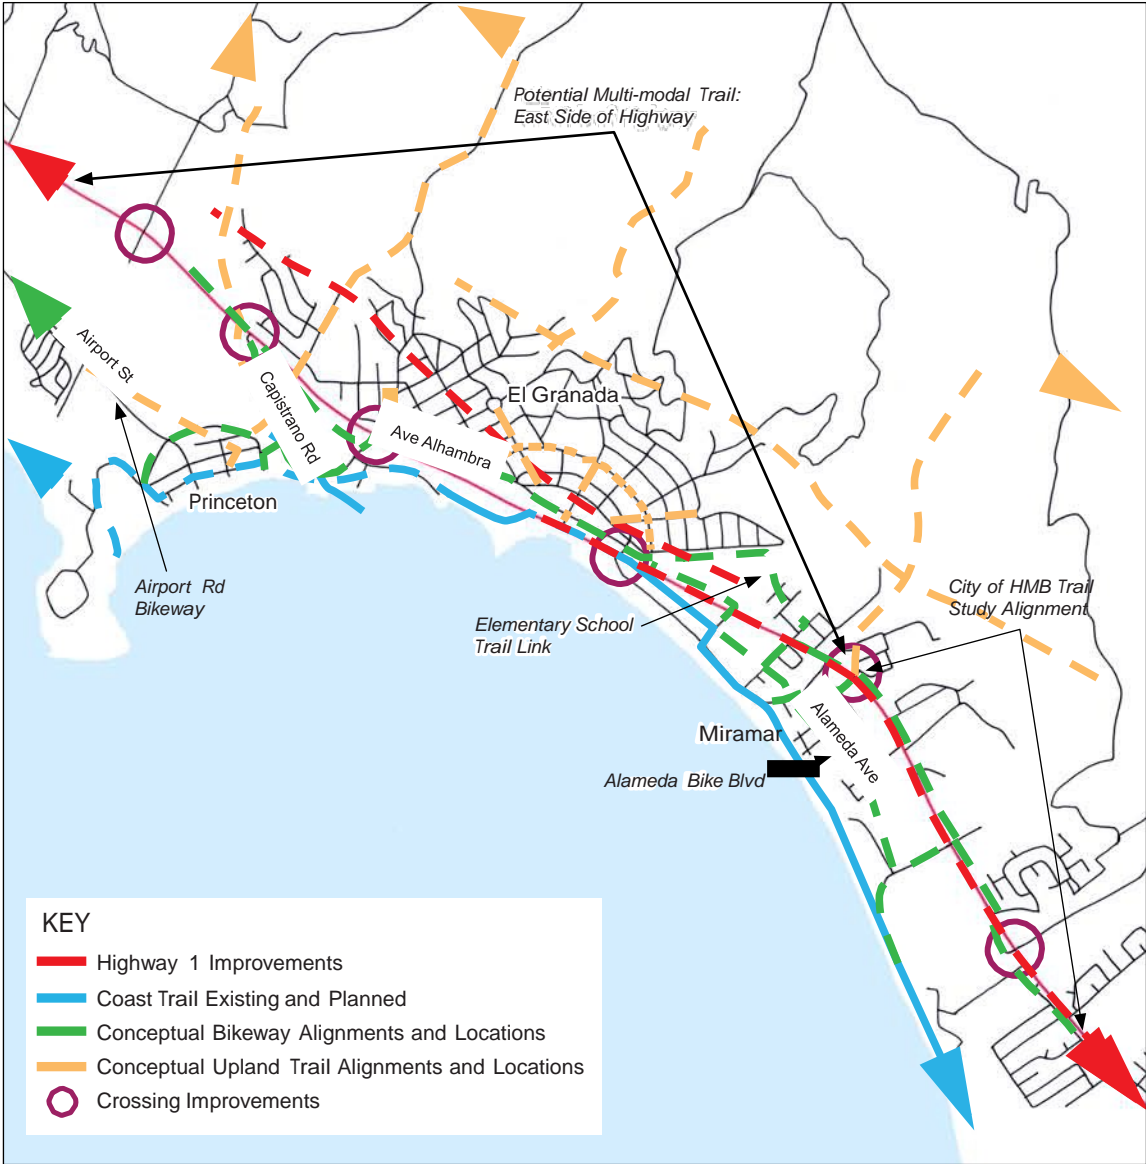 Potential Multi-modal Trail:
East Side of Highway
Airport St
Capistrano Rd
El Granada
Ave Alhambra
Princeton
Airport Rd
Bikeway
City of HMB Trail
Study Alignment
Elementary School
Trail Link
Miramar
Alameda Ave
Alameda Bike Blvd
KEY
Highway 1 Improvements
Coast Trail Existing and Planned
Conceptual Bikeway Alignments and Locations
Conceptual Upland Trail Alignments and Locations
Crossing Improvements